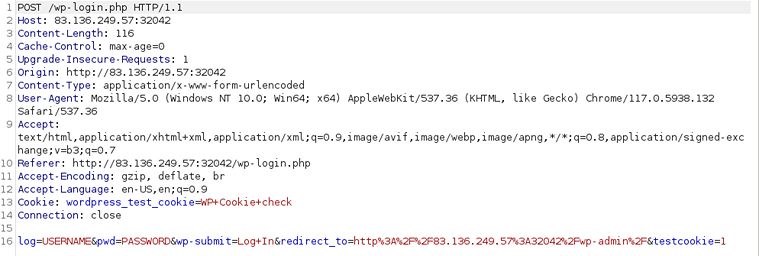 1 POST /wp-login.php HTTP/1.1
2 Host: 83.136.249.57:32042
3 Content-Length: 116
4 Cache-Control: max-age=0
5 Upgrade-Insecure-Requests: 1
6 Origin: http://83.136.249.57:32042
7 Content-Type: application/x-www-form-urlencoded
8 User-Agent: Mozilla/5.0 (Windows NT 10.0; Win64; x64) AppleWebKit/537.36 (KHTML, like Gecko) Chrome/117.0.5938.132
Safari/537.36
9 Accept:
text/html,application/xhtml+xml,application/xml;q=0.9,image/avif,image/webp,image/apng,*/*;q=0.8,application/signed-exc
hange;v=b3;q=0.7
10 Referer: http://83.136.249.57:32042/wp-login.php
11 Accept-Encoding: gzip, deflate, br
12 Accept-Language: en-US,en;q=0.9
13 Cookie: wordpress_test_cookie=WP+Cookie+check
14 Connection: close
15
16 log=USERNAME&pwd=PASSWORD&wp-submit=Log+In&redirect_to=http%3A%2F%2F83.136.249.57%3A32042%2Fwp-admin%2F&testcookie=1